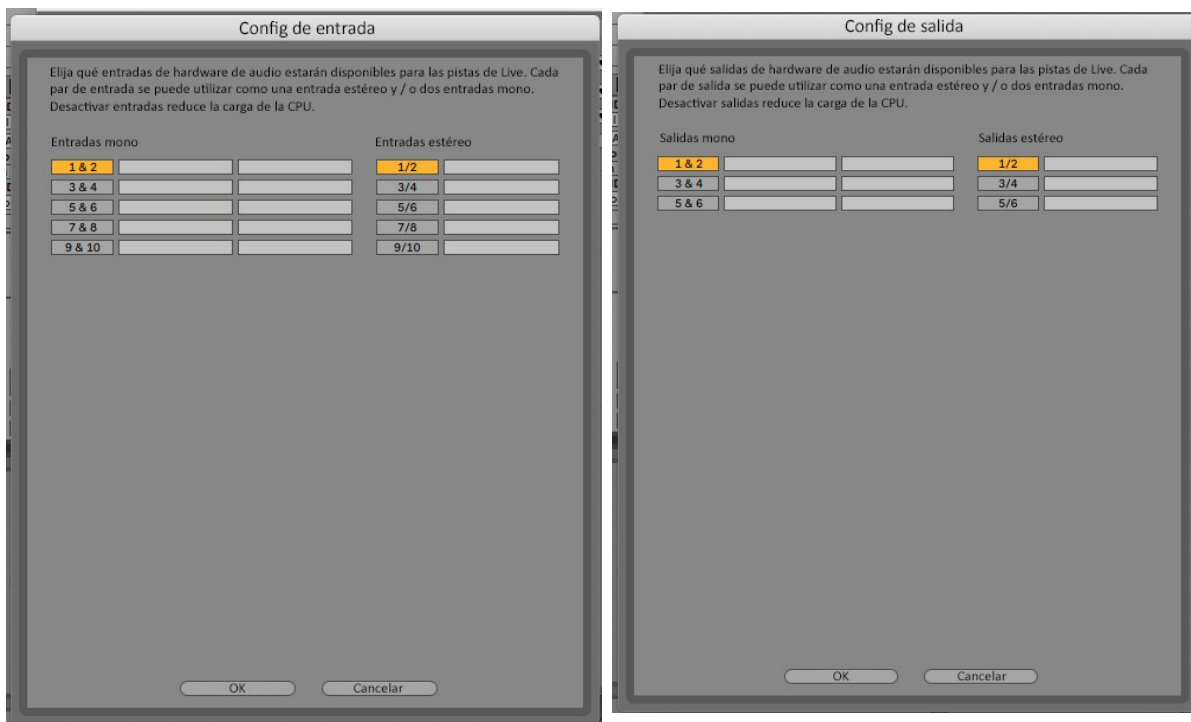 Config de entrada
Elija qué entradas de hardware de audio estarán disponibles para las pistas de Live. Cada
par de entrada se puede utilizar como una entrada estéreo y / o dos entradas mono.
Desactivar entradas reduce la carga de la CPU.
Entradas mono Entradas estéreo
1 & 2 1/2
3 & 4 3/4
5 & 6 5/6
7 & 8 7/8
9 & 10 9/10
OK Cancelar
Config de salida
Elija qué salidas de hardware de audio estarán disponibles para las pistas de Live. Cada
par de salida se puede utilizar como una entrada estéreo y / o dos entradas mono.
Desactivar salidas reduce la carga de la CPU.
Salidas mono Salidas estéreo
1 & 2 1/2
3 & 4 3/4
5 & 6 5/6
OK Cancelar